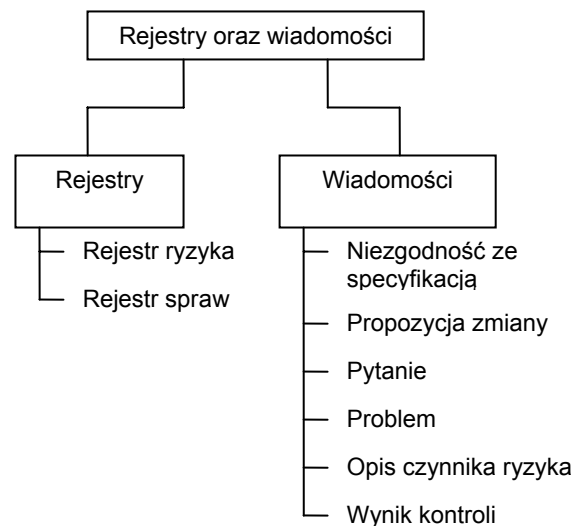 Rejestry oraz wiadomości
Rejestry
Wiadomości
Rejestr ryzyka
Rejestr spraw
Niezgodność ze
specyfikacją
Propozycja zmiany
Pytanie
Problem
Opis czynnika ryzyka
Wynik kontroli